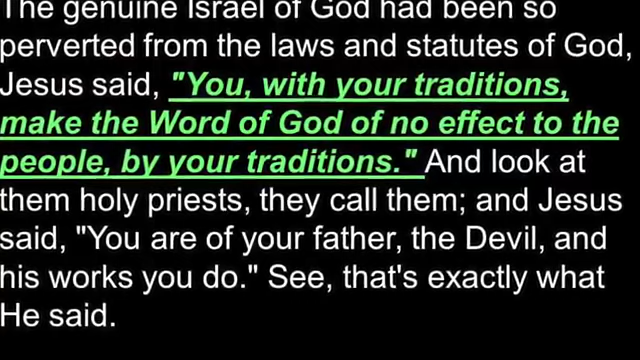 The genuine Israel of God had been so
perverted from the laws and statutes of God,
Jesus said, "You, with your traditions,
make the Word of God of no effect to the
people, by your traditions." And look at
them holy priests, they call them; and Jesus
said, "You are of your father, the Devil, and
his works you do." See, that's exactly what
He said.